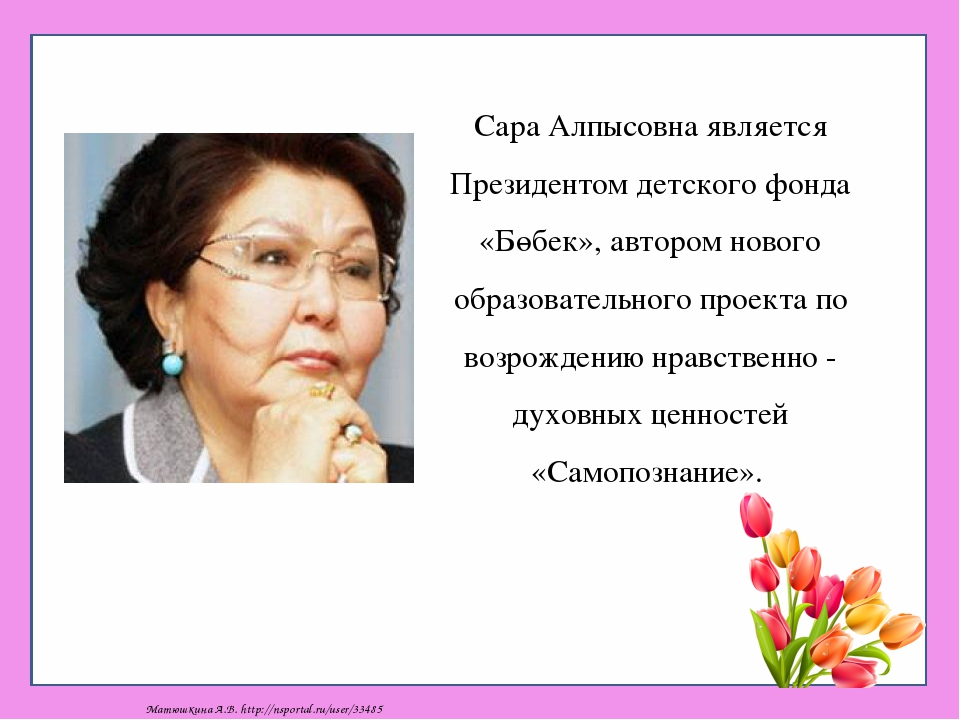 Сара Алпысовна является
Президентом детского фонда
«Бөбек», автором нового
образовательного проекта по
возрождению нравственно -
духовных ценностей
«Самопознание».
Матюшкина А.В. http://nsportal.ru/user/33485